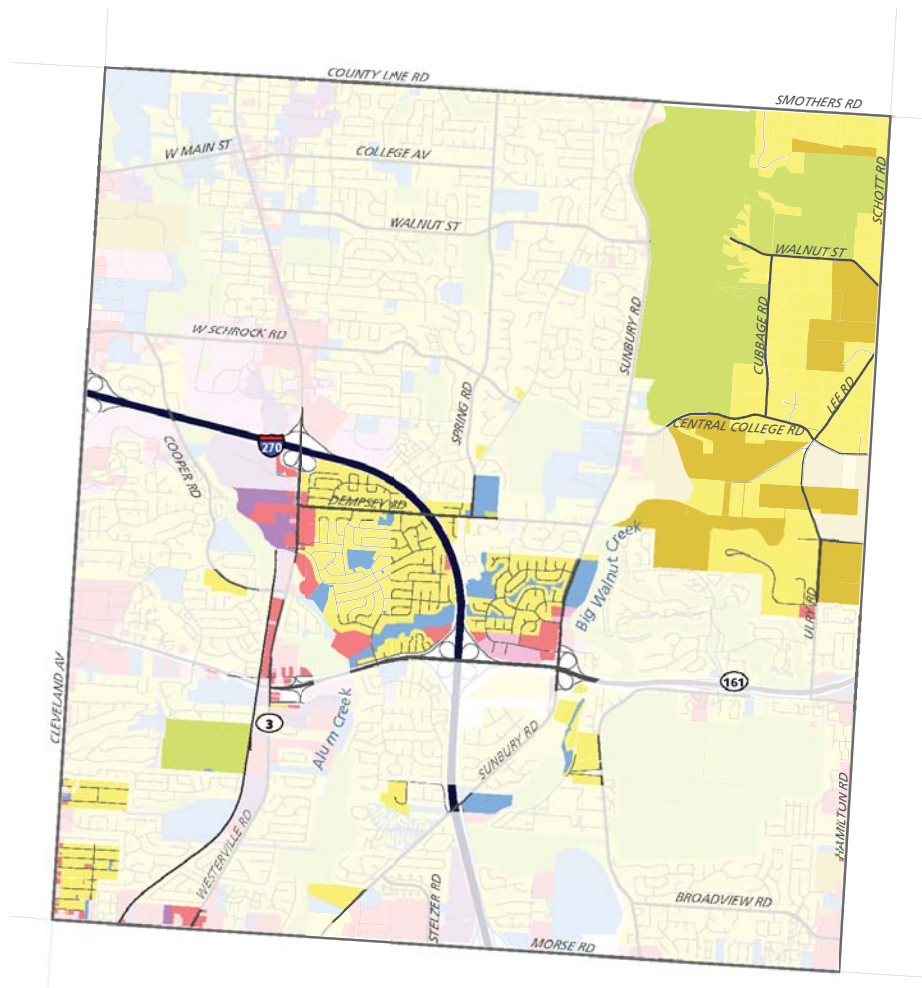 COUNTY LINE RD
SMOTHERS RD
W MAIN ST
COLLEGE AV
SCHOTT RD
WALNUT ST
WALNUT ST
W SCHROCK RD
SUNBURY RD
CUBBAGE RD
LEE RD
SPRING RD
CENTRAL COLLEGE RD
270
COOPER RD
DEMPSEY RD
Big Walnut Creek
ULRY RD
CLEVELAND AV
161
3
Alum Creek
SUNBURY RD
HAMILTON RD
WESTERVILLE RD
STELZER RD
BROADVIEW RD
MORSE RD